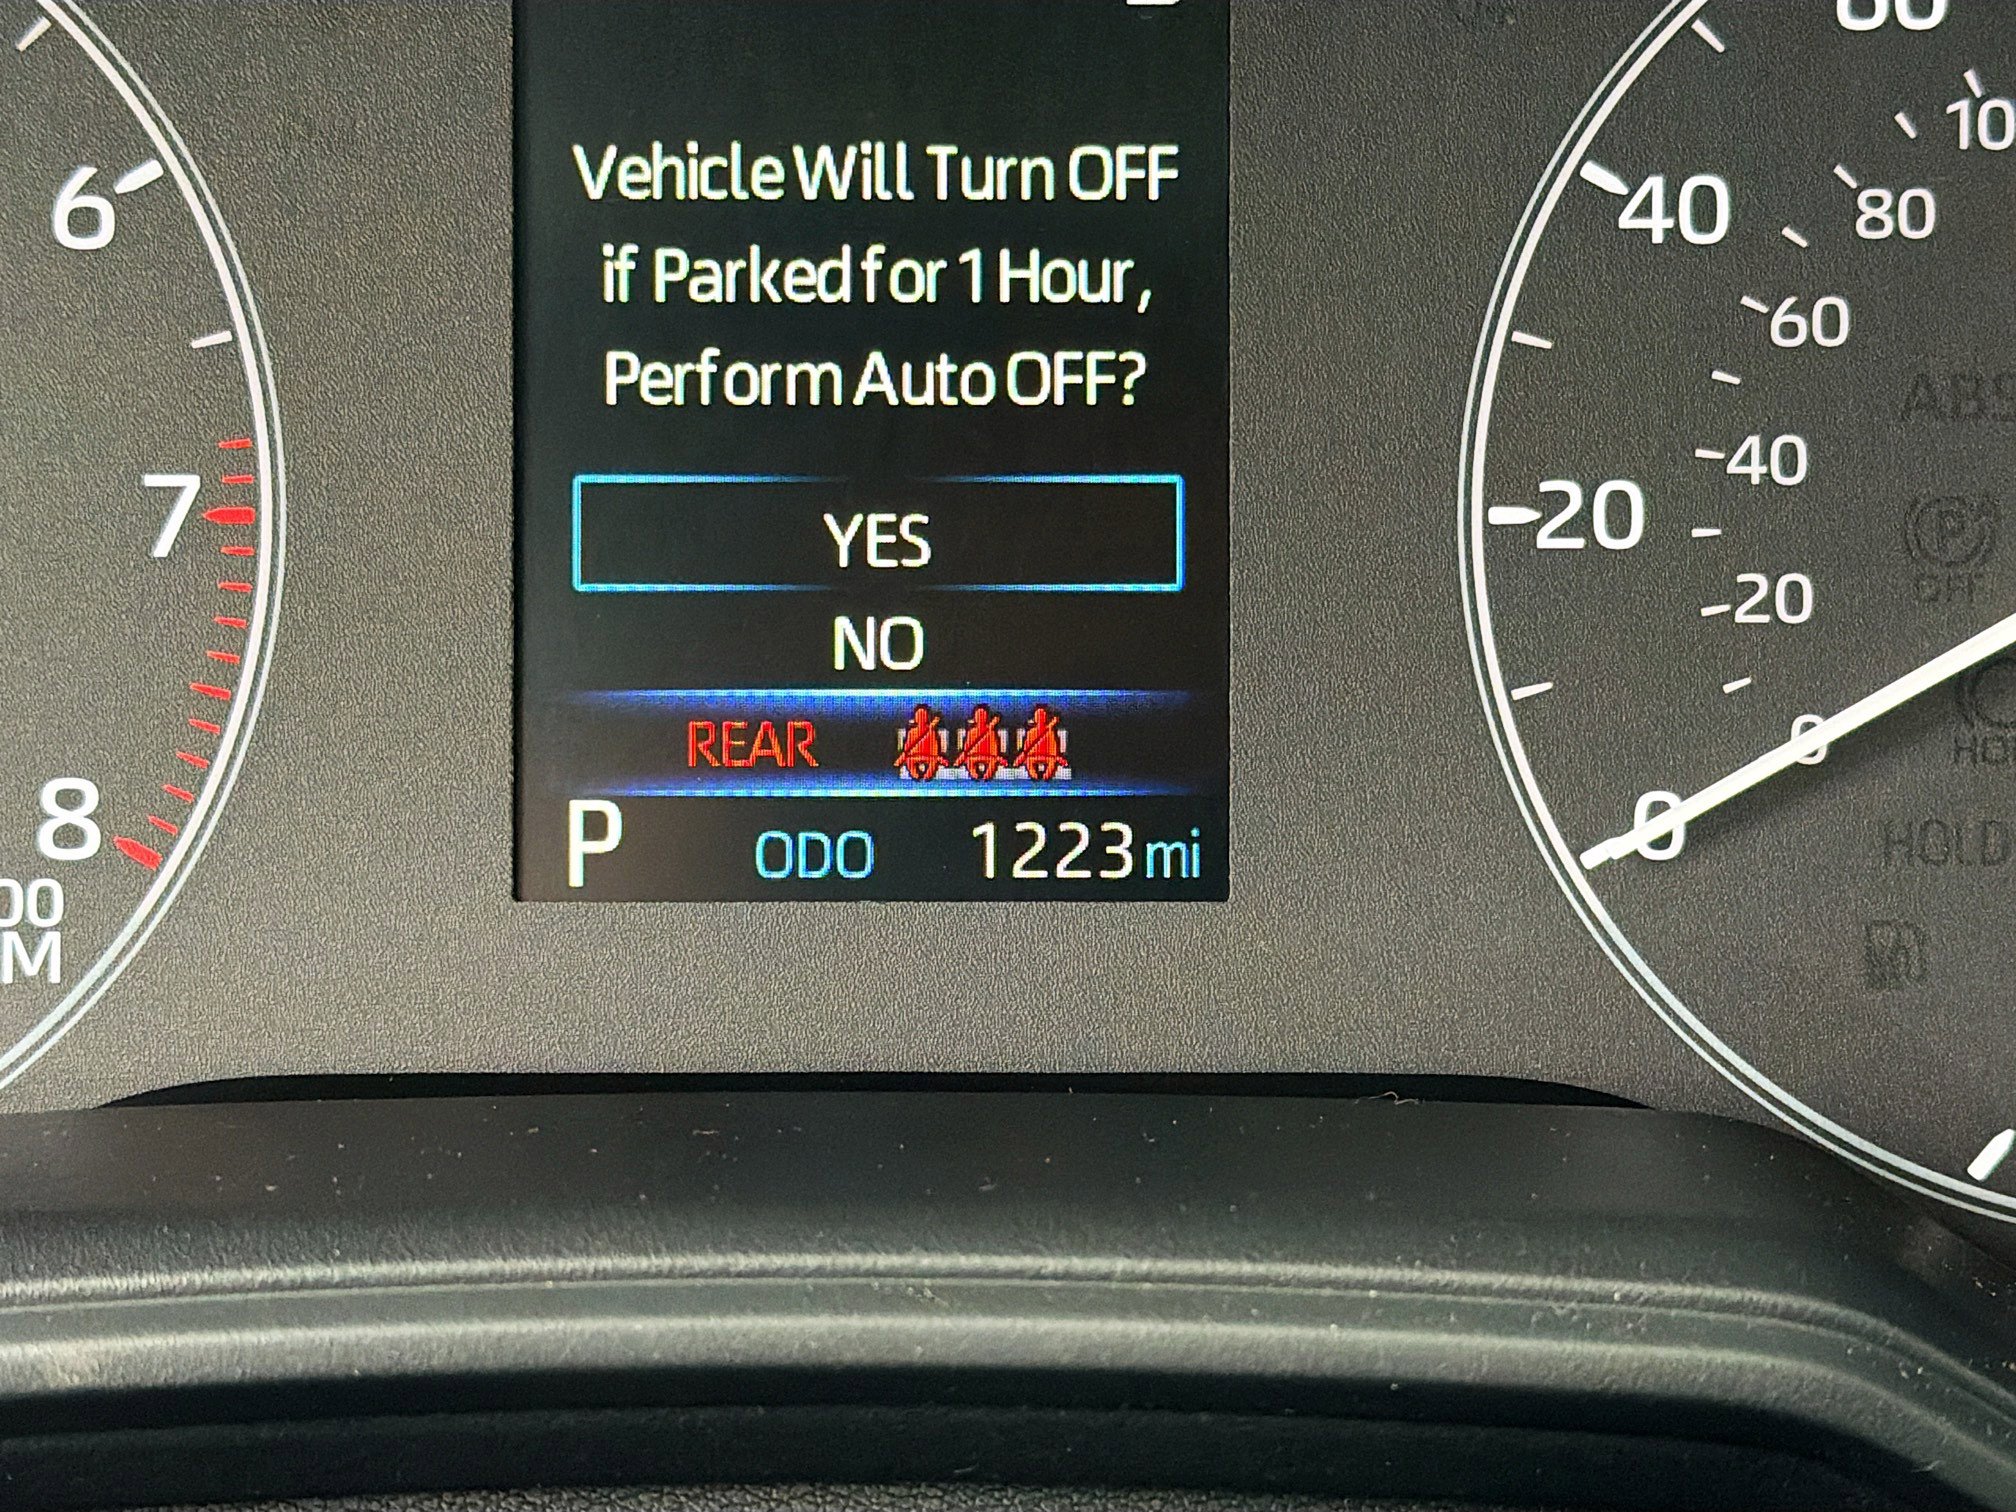 Vehicle Will Turn OFF
if Parked for 1 Hour,
Perform Auto OFF?
YES
NO
REAR
P ODO 1223 mi
6
7
8
40
20
0
100
80
60
40
20
0
HOLD